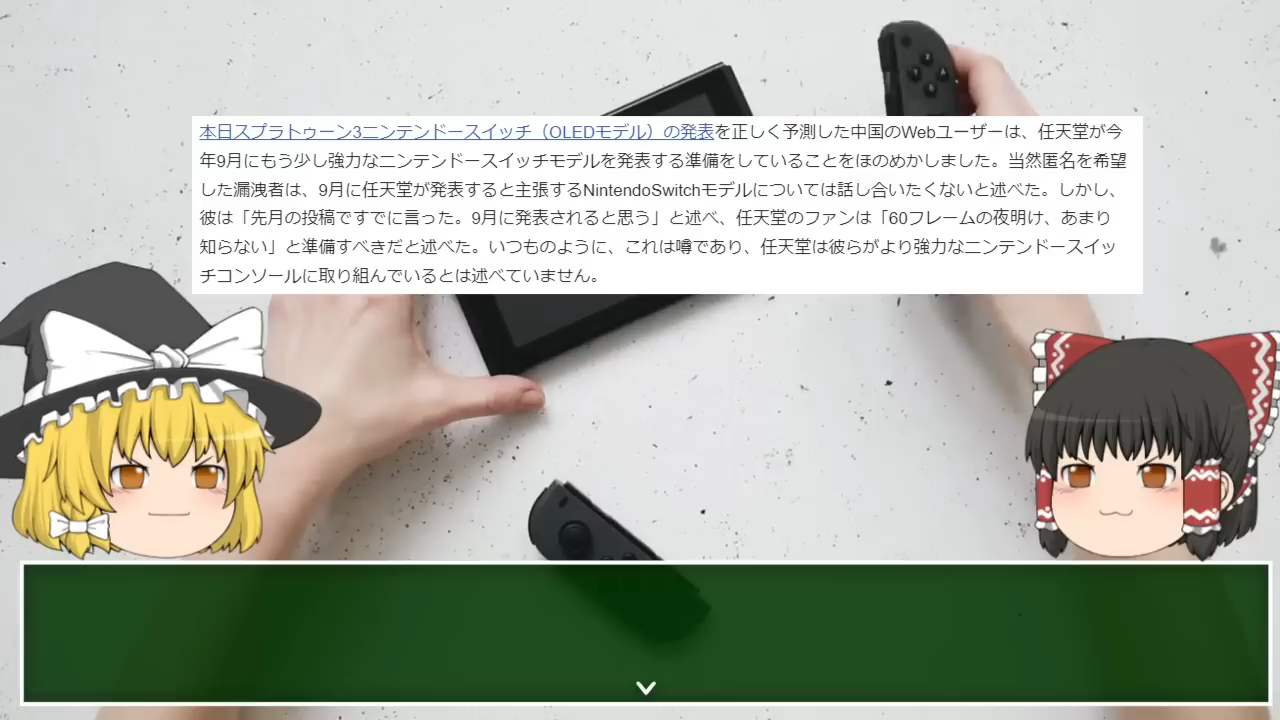 本日スプラトゥーン3ニンテンドースイッチ（OLEDモデル）の発表を正しく予測した中国のWebユーザーは、任天堂が今
年9月にもう少し強力なニンテンドースイッチモデルを発表する準備をしていることをほのめかしました。当然匿名を希望
した漏洩者は、9月に任天堂が発表すると主張するNintendoSwitchモデルについては話し合いたくないと述べた。しかし、
彼は「先月の投稿ですでに言った。9月に発表されると思う」と述べ、任天堂のファンは「60フレームの夜明け、あまり
知らない」と準備すべきだと述べた。いつものように、これは噂であり、任天堂は彼らがより強力なニンテンドースイッ
チコンソールに取り組んでいるとは述べていません。